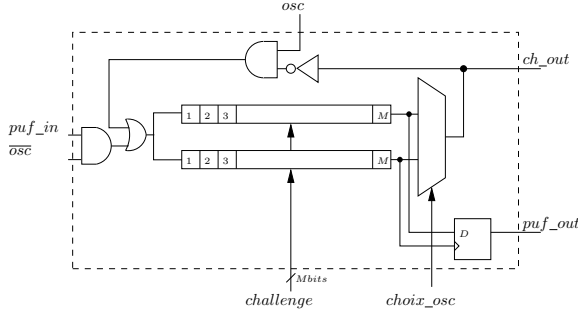 osc
ch_out
puf_in
osc
1 2 3 M
1 2 3 M
D
puf_out
Mbits
challenge
choix_osc